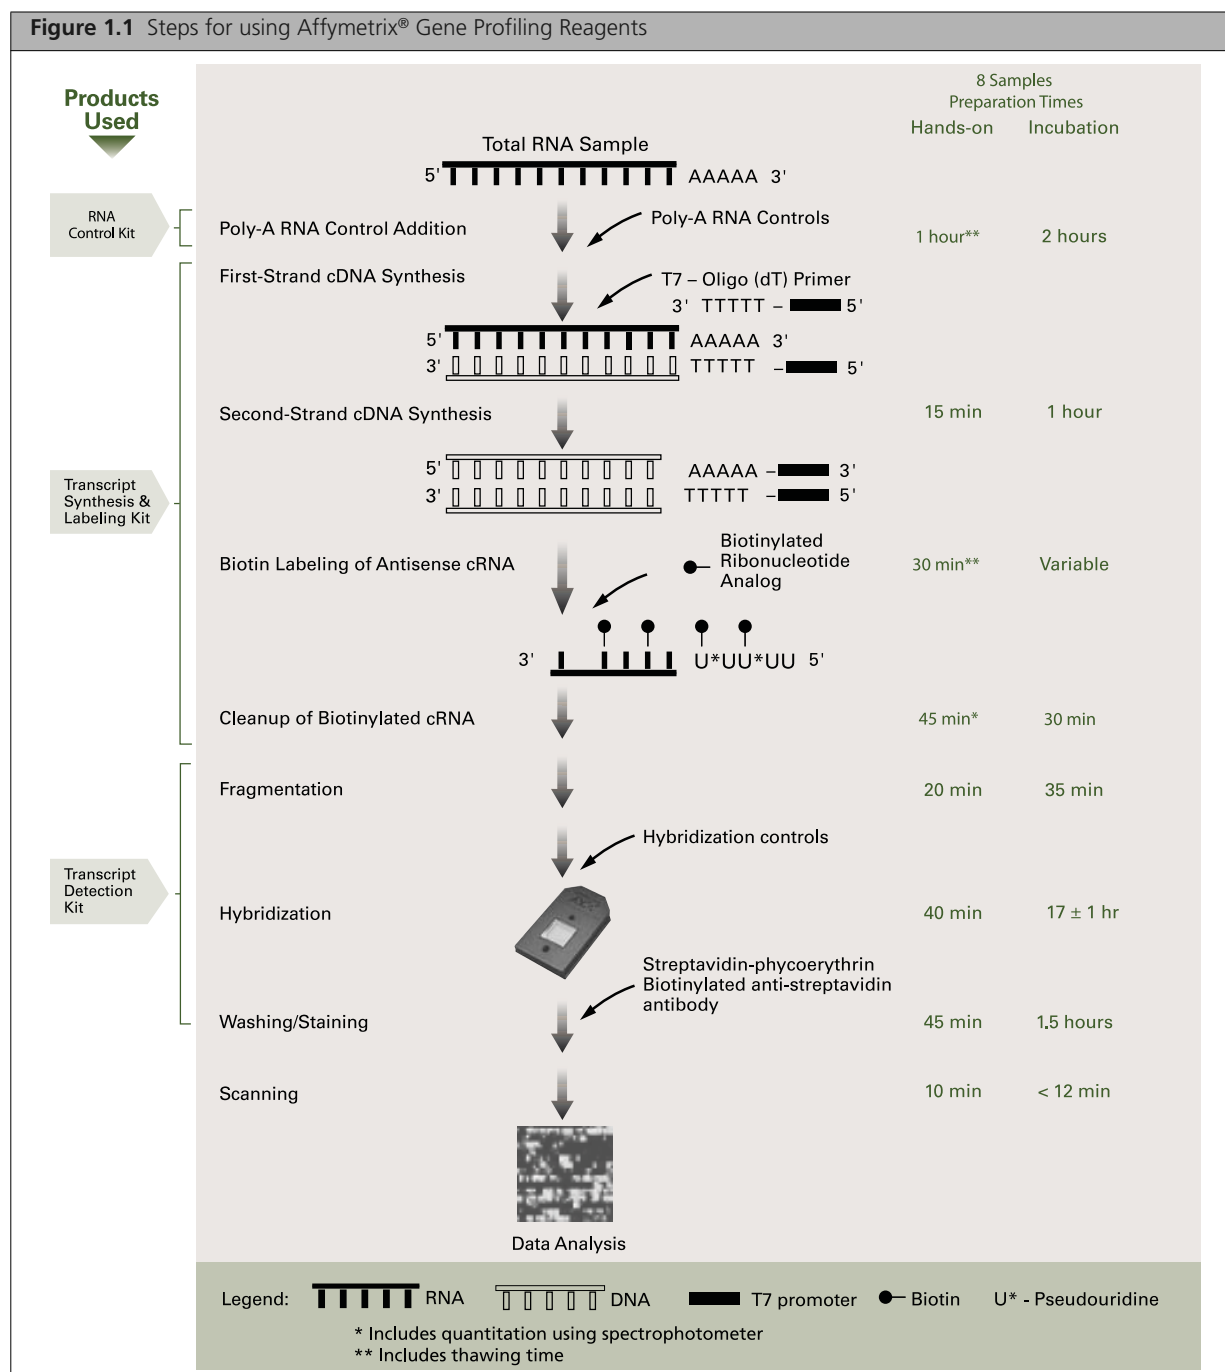 Figure 1.1 Steps for using Affymetrix® Gene Profiling Reagents
Products
Used
8 Samples
Preparation Times
Hands-on Incubation
Total RNA Sample
5' AAAAA 3'
RNA
Control Kit
Poly-A RNA Control Addition
Poly-A RNA Controls
1 hour** 2 hours
First-Strand cDNA Synthesis
T7 – Oligo (dT) Primer
3' TTTTT – 5'
5' AAAAA 3'
3' TTTTT – 5'
Second-Strand cDNA Synthesis
15 min 1 hour
5' AAAAA – 3'
3' TTTTT – 5'
Transcript
Synthesis &
Labeling Kit
Biotin Labeling of Antisense cRNA
Biotinylated
Ribonucleotide
Analog
30 min** Variable
3' U*UU*UU 5'
Cleanup of Biotinylated cRNA
45 min* 30 min
Fragmentation
20 min 35 min
Hybridization controls
Transcript
Detection
Kit
Hybridization
40 min 17 ± 1 hr
Streptavidin-phycoerythrin
Biotinylated anti-streptavidin
antibody
Washing/Staining
45 min 1.5 hours
Scanning
10 min < 12 min
Data Analysis
Legend: RNA DNA T7 promoter Biotin U* - Pseudouridine
* Includes quantitation using spectrophotometer
** Includes thawing time